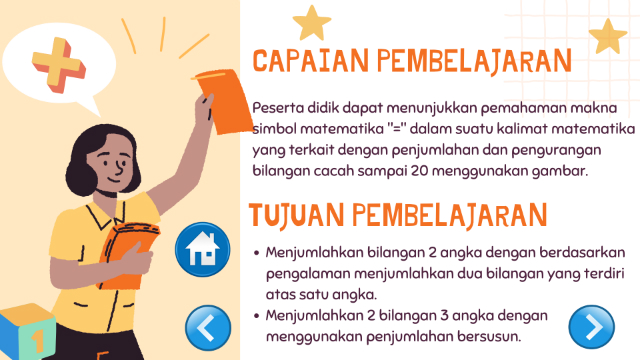 CAPAIAN PEMBELAJARAN
Peserta didik dapat menunjukkan pemahaman makna
simbol matematika "=" dalam suatu kalimat matematika
yang terkait dengan penjumlahan dan pengurangan
bilangan cacah sampai 20 menggunakan gambar.
TUJUAN PEMBELAJARAN
• Menjumlahkan bilangan 2 angka dengan berdasarkan
pengalaman menjumlahkan dua bilangan yang terdiri
atas satu angka.
• Menjumlahkan 2 bilangan 3 angka dengan
menggunakan penjumlahan bersusun.
1